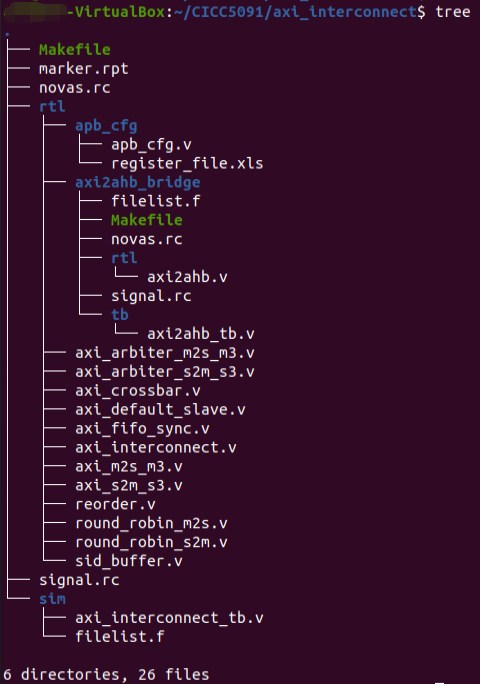 -VirtualBox:~/CICC5091/axi_interconnect$ tree
.
├── Makefile
├── marker.rpt
├── novas.rc
├── rtl
│   ├── apb_cfg
│   │   ├── apb_cfg.v
│   │   └── register_file.xls
│   ├── axi2ahb_bridge
│   │   ├── filelist.f
│   │   ├── Makefile
│   │   ├── novas.rc
│   │   ├── rtl
│   │   │   └── axi2ahb.v
│   │   ├── signal.rc
│   │   └── tb
│   │       └── axi2ahb_tb.v
│   ├── axi_arbiter_m2s_m3.v
│   ├── axi_arbiter_s2m_s3.v
│   ├── axi_crossbar.v
│   ├── axi_default_slave.v
│   ├── axi_fifo_sync.v
│   ├── axi_interconnect.v
│   ├── axi_m2s_m3.v
│   ├── axi_s2m_s3.v
│   ├── reorder.v
│   ├── round_robin_m2s.v
│   ├── round_robin_s2m.v
│   └── sid_buffer.v
├── signal.rc
└── sim
    ├── axi_interconnect_tb.v
    └── filelist.f
6 directories, 26 files